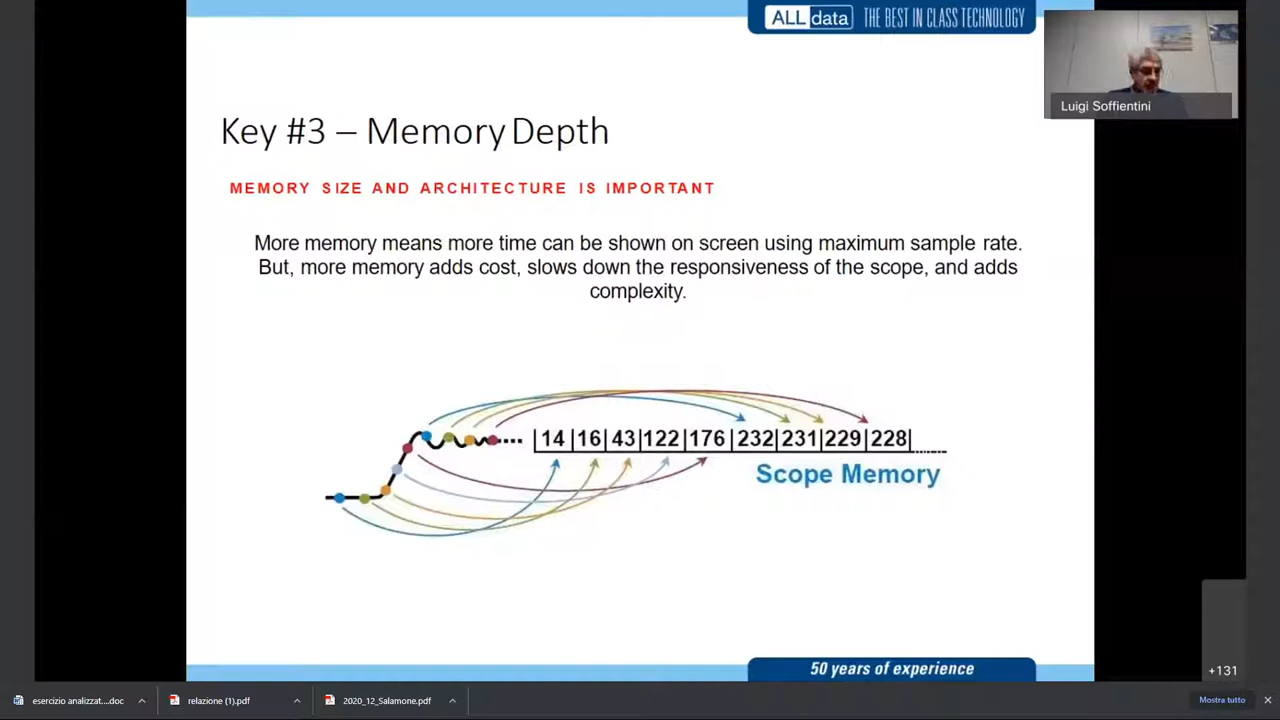 ALL data THE BEST IN CLASS TECHNOLOGY
Luigi Soffientini
Key #3 – Memory Depth
MEMORY SIZE AND ARCHITECTURE IS IMPORTANT
More memory means more time can be shown on screen using maximum sample rate.
But, more memory adds cost, slows down the responsiveness of the scope, and adds
complexity.
14 16 43 122 176 232 231 229 228
Scope Memory
50 years of experience
+131
esercizio analizzat....doc
relazione (1).pdf
2020_12_Salamone.pdf
Mostra tutto